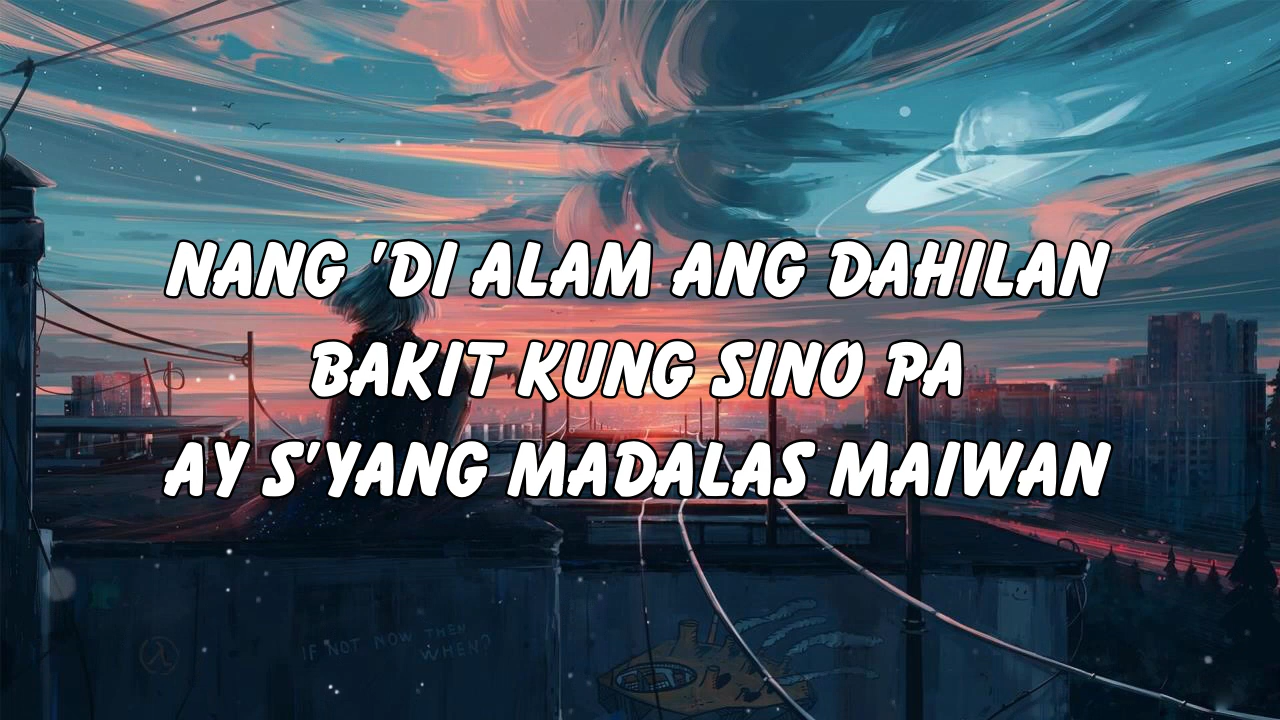 NANG 'DI ALAM ANG DAHILAN
BAKIT KUNG SINO PA
AY S'YANG MADALAS MAIWAN
IF NOT NOW THEN
WHEN?
λ